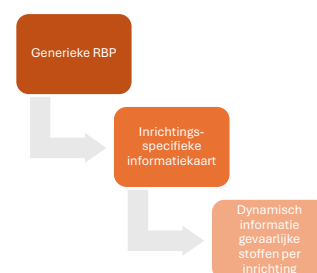 Generieke RBP
Inrichtings-
specifieke
informatiekaart
Dynamisch
informatie
gevaarlijke
stoffen per
inrichting